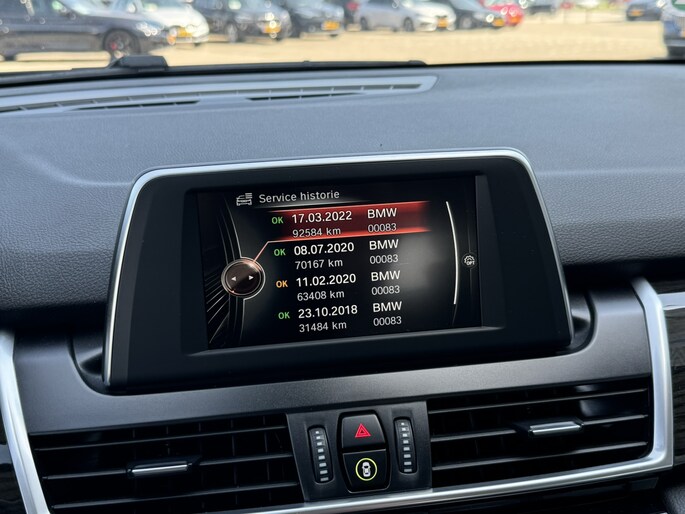 Service historie
OK 17.03.2022 BMW
92584 km 00083
OK 08.07.2020 BMW
70167 km 00083
OK 11.02.2020 BMW
63408 km 00083
OK 23.10.2018 BMW
31484 km 00083